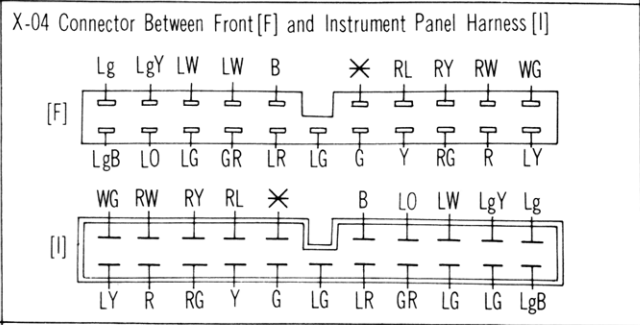 X-04 Connector Between Front [F] and Instrument Panel Harness [I]
Lg LgY LW LW B ✳ RL RY RW WG
[F]
LgB LO LG GR LR LG G Y RG R LY
WG RW RY RL ✳ B LO LW LgY Lg
[I]
LY R RG Y G LG LR GR LG LG LgB